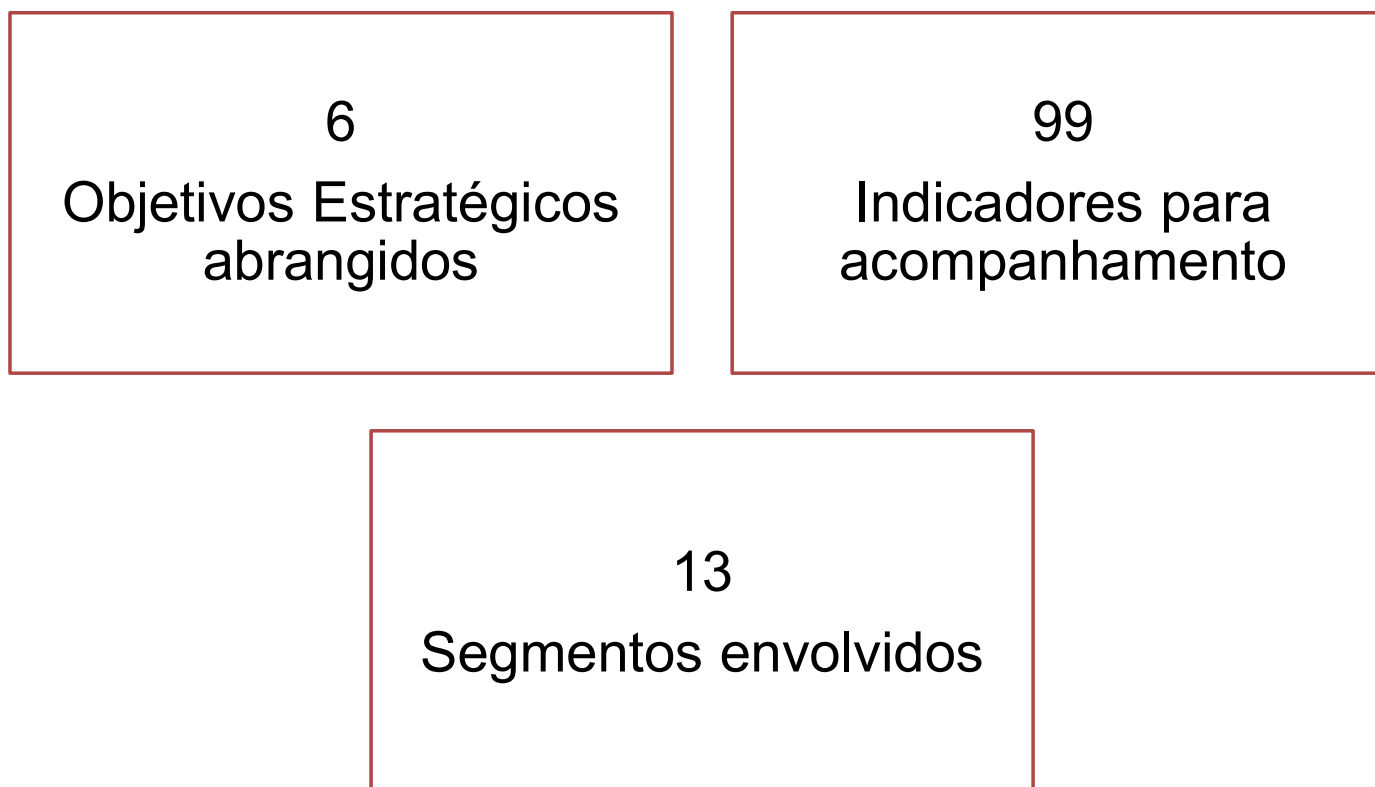 6
Objetivos Estratégicos
abrangidos
99
Indicadores para
acompanhamento
13
Segmentos envolvidos